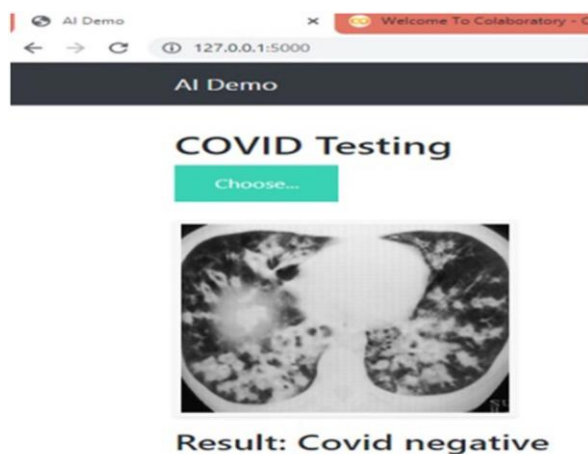 AI Demo
Welcome To Colaboratory - C
127.0.0.1:5000
AI Demo
COVID Testing
Choose...
Result: Covid negative